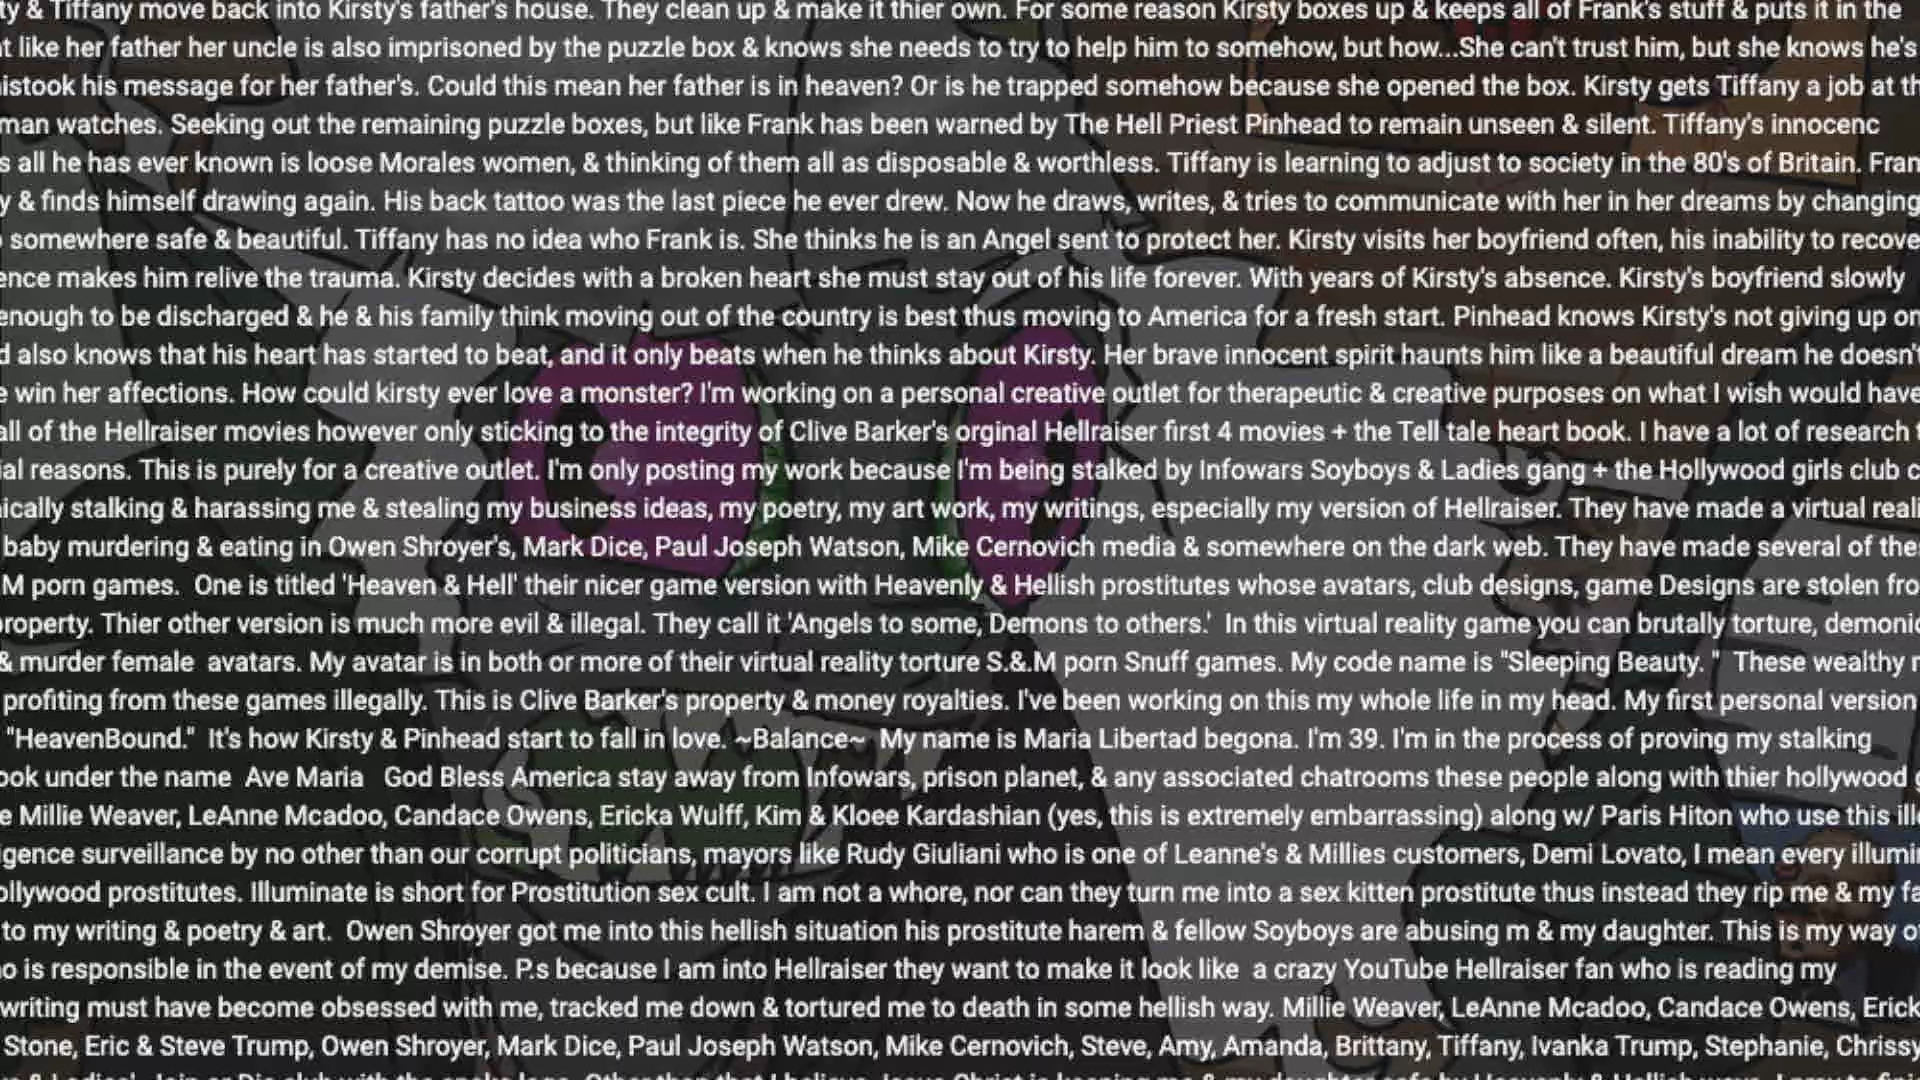 ty & Tiffany move back into Kirsty's father's house. They clean up & make it thier own. For some reason Kirsty boxes up & keeps all of Frank's stuff & puts it in the
t like her father her uncle is also imprisoned by the puzzle box & knows she needs to try to help him to somehow, but how...She can't trust him, but she knows he's
istook his message for her father's. Could this mean her father is in heaven? Or is he trapped somehow because she opened the box. Kirsty gets Tiffany a job at th
man watches. Seeking out the remaining puzzle boxes, but like Frank has been warned by The Hell Priest Pinhead to remain unseen & silent. Tiffany's innocenc
s all he has ever known is loose Morales women, & thinking of them all as disposable & worthless. Tiffany is learning to adjust to society in the 80's of Britain. Fran
y & finds himself drawing again. His back tattoo was the last piece he ever drew. Now he draws, writes, & tries to communicate with her in her dreams by changing
somewhere safe & beautiful. Tiffany has no idea who Frank is. She thinks he is an Angel sent to protect her. Kirsty visits her boyfriend often, his inability to recove
ence makes him relive the trauma. Kirsty decides with a broken heart she must stay out of his life forever. With years of Kirsty's absence. Kirsty's boyfriend slowly
enough to be discharged & he & his family think moving out of the country is best thus moving to America for a fresh start. Pinhead knows Kirsty's not giving up on
d also knows that his heart has started to beat, and it only beats when he thinks about Kirsty. Her brave innocent spirit haunts him like a beautiful dream he doesn't
e win her affections. How could kirsty ever love a monster? I'm working on a personal creative outlet for therapeutic & creative purposes on what I wish would have
all of the Hellraiser movies however only sticking to the integrity of Clive Barker's orginal Hellraiser first 4 movies + the Tell tale heart book. I have a lot of research t
ial reasons. This is purely for a creative outlet. I'm only posting my work because I'm being stalked by Infowars Soyboys & Ladies gang + the Hollywood girls club c
ically stalking & harassing me & stealing my business ideas, my poetry, my art work, my writings, especially my version of Hellraiser. They have made a virtual reali
baby murdering & eating in Owen Shroyer's, Mark Dice, Paul Joseph Watson, Mike Cernovich media & somewhere on the dark web. They have made several of the
M porn games.  One is titled 'Heaven & Hell' their nicer game version with Heavenly & Hellish prostitutes whose avatars, club designs, game Designs are stolen fro
roperty. Thier other version is much more evil & illegal. They call it 'Angels to some, Demons to others.'  In this virtual reality game you can brutally torture, demonic
& murder female  avatars. My avatar is in both or more of their virtual reality torture S.&.M porn Snuff games. My code name is "Sleeping Beauty. "  These wealthy
profiting from these games illegally. This is Clive Barker's property & money royalties. I've been working on this my whole life in my head. My first personal version
"HeavenBound."  It's how Kirsty & Pinhead start to fall in love. ~Balance~  My name is Maria Libertad begona. I'm 39. I'm in the process of proving my stalking
ook under the name  Ave Maria   God Bless America stay away from Infowars, prison planet, & any associated chatrooms these people along with thier hollywood
e Millie Weaver, LeAnne Mcadoo, Candace Owens, Ericka Wulff, Kim & Kloee Kardashian (yes, this is extremely embarrassing) along w/ Paris Hiton who use this ille
igence surveillance by no other than our corrupt politicians, mayors like Rudy Giuliani who is one of Leanne's & Millies customers, Demi Lovato, I mean every illumi
ollywood prostitutes. Illuminate is short for Prostitution sex cult. I am not a whore, nor can they turn me into a sex kitten prostitute thus instead they rip me & my fa
to my writing & poetry & art.  Owen Shroyer got me into this hellish situation his prostitute harem & fellow Soyboys are abusing m & my daughter. This is my way of
o is responsible in the event of my demise. P.s because I am into Hellraiser they want to make it look like  a crazy YouTube Hellraiser fan who is reading my
writing must have become obsessed with me, tracked me down & tortured me to death in some hellish way. Millie Weaver, LeAnne Mcadoo, Candace Owens, Erick
Stone, Eric & Steve Trump, Owen Shroyer, Mark Dice, Paul Joseph Watson, Mike Cernovich, Steve, Amy, Amanda, Brittany, Tiffany, Ivanka Trump, Stephanie, Chrissy